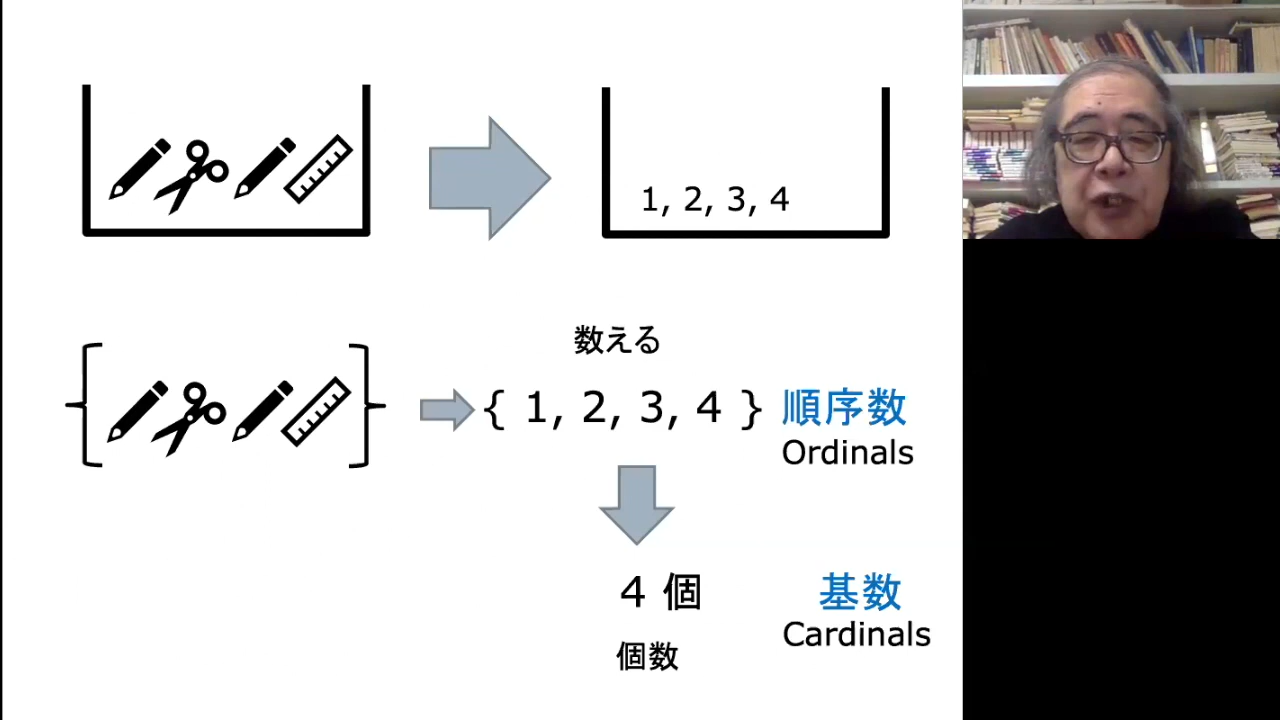 1, 2, 3, 4
数える
{ 1, 2, 3, 4 } 順序数
Ordinals
4 個 基数
Cardinals
個数